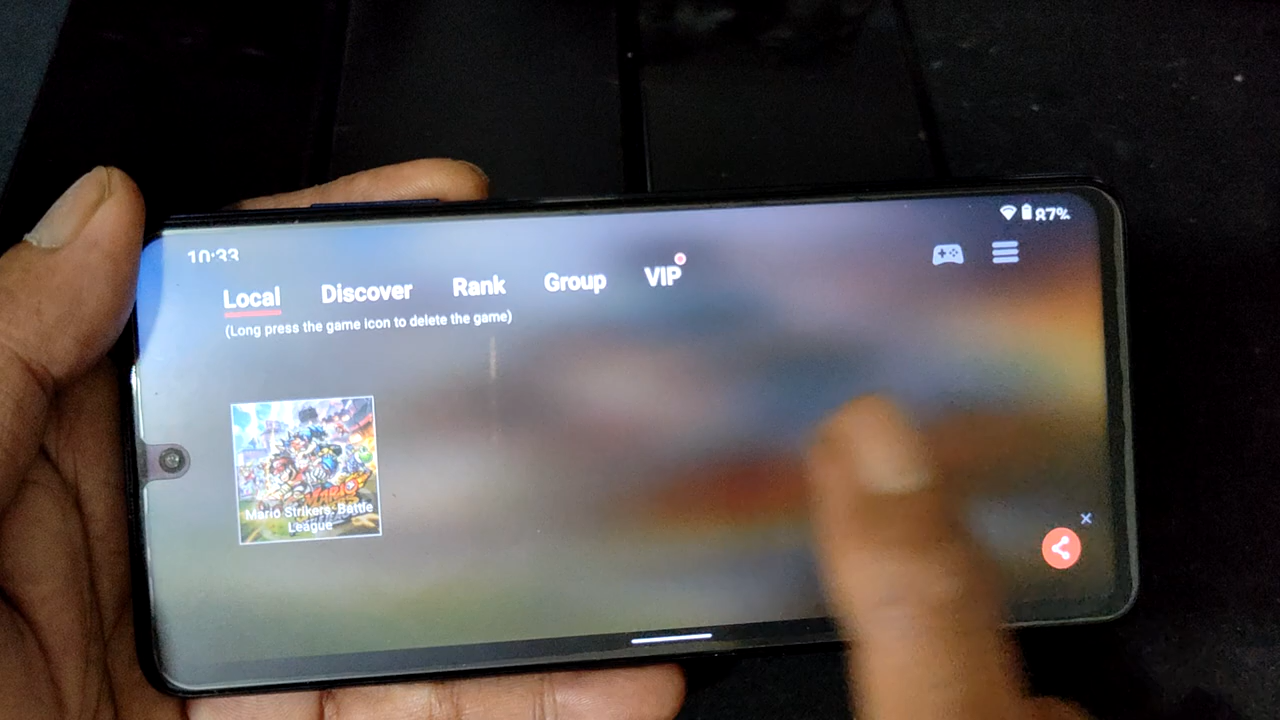 10:33
87%
Local Discover Rank Group VIP
(Long press the game icon to delete the game)
MARIO
Mario Strikers: Battle
League